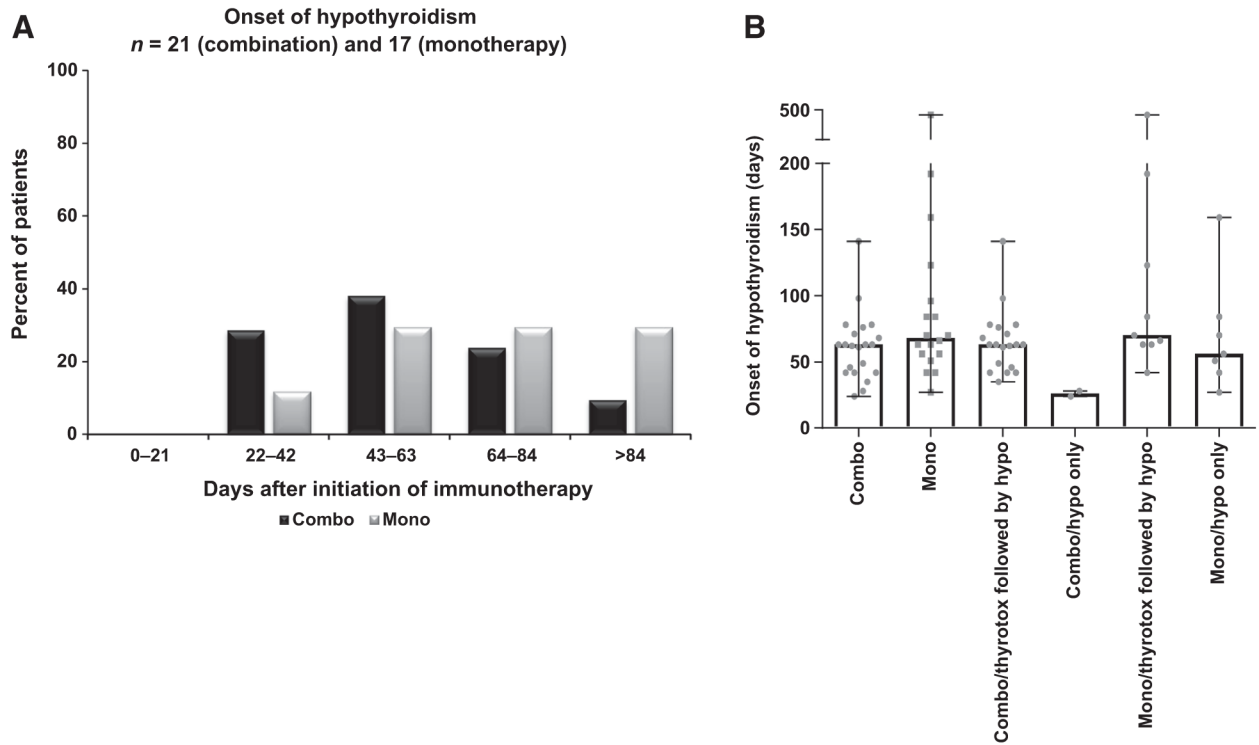 A
Onset of hypothyroidism
n = 21 (combination) and 17 (monotherapy)
Percent of patients
100
80
60
40
20
0
0–21
22–42
43–63
64–84
>84
Days after initiation of immunotherapy
Combo
Mono
B
Onset of hypothyroidism (days)
500
200
150
100
50
0
Combo
Mono
Combo/thyrotox followed by hypo
Combo/hypo only
Mono/thyrotox followed by hypo
Mono/hypo only